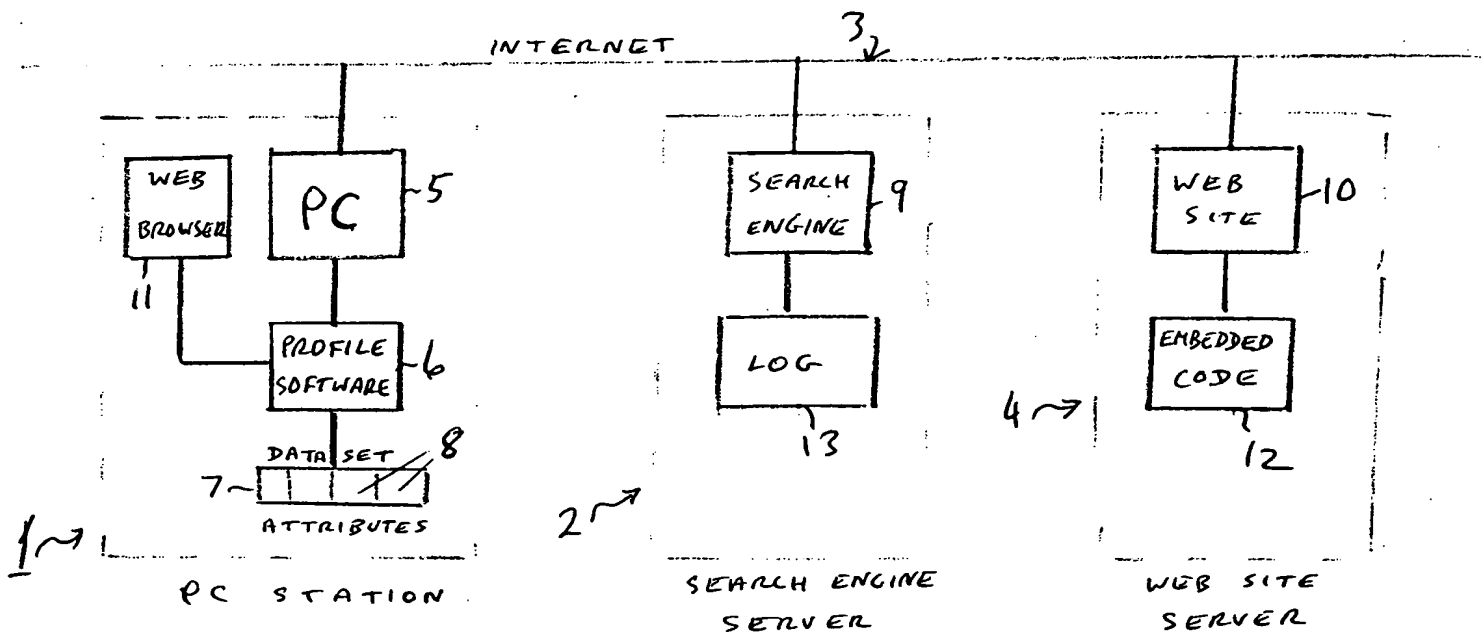 INTERNET
3
WEB
BROWSER
11
PC
5
PROFILE
SOFTWARE
6
DATA SET
8
7
ATTRIBUTES
1
PC STATION
SEARCH
ENGINE
9
LOG
13
2
SEARCH ENGINE
SERVER
WEB
SITE
10
EMBEDDED
CODE
12
4
WEB SITE
SERVER